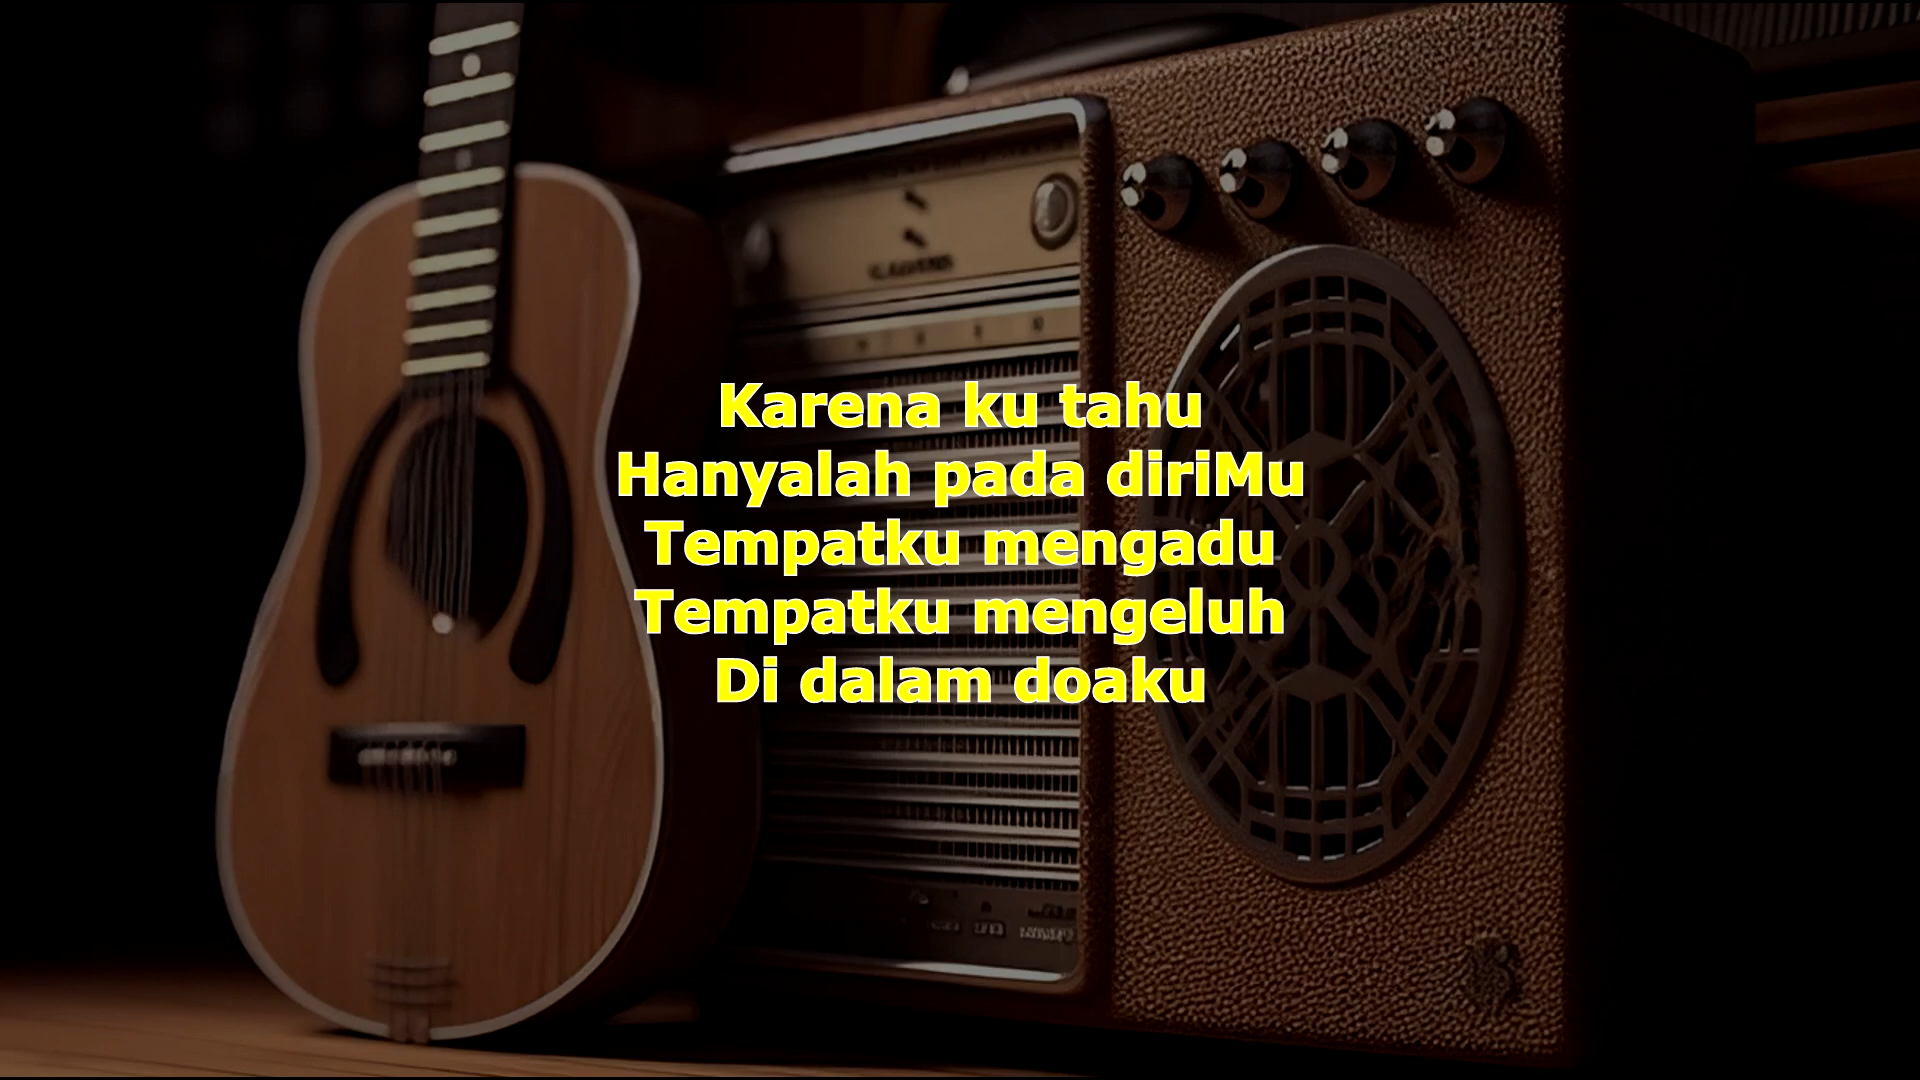 Karena ku tahu
Hanyalah pada diriMu
Tempatku mengadu
Tempatku mengeluh
Di dalam doaku